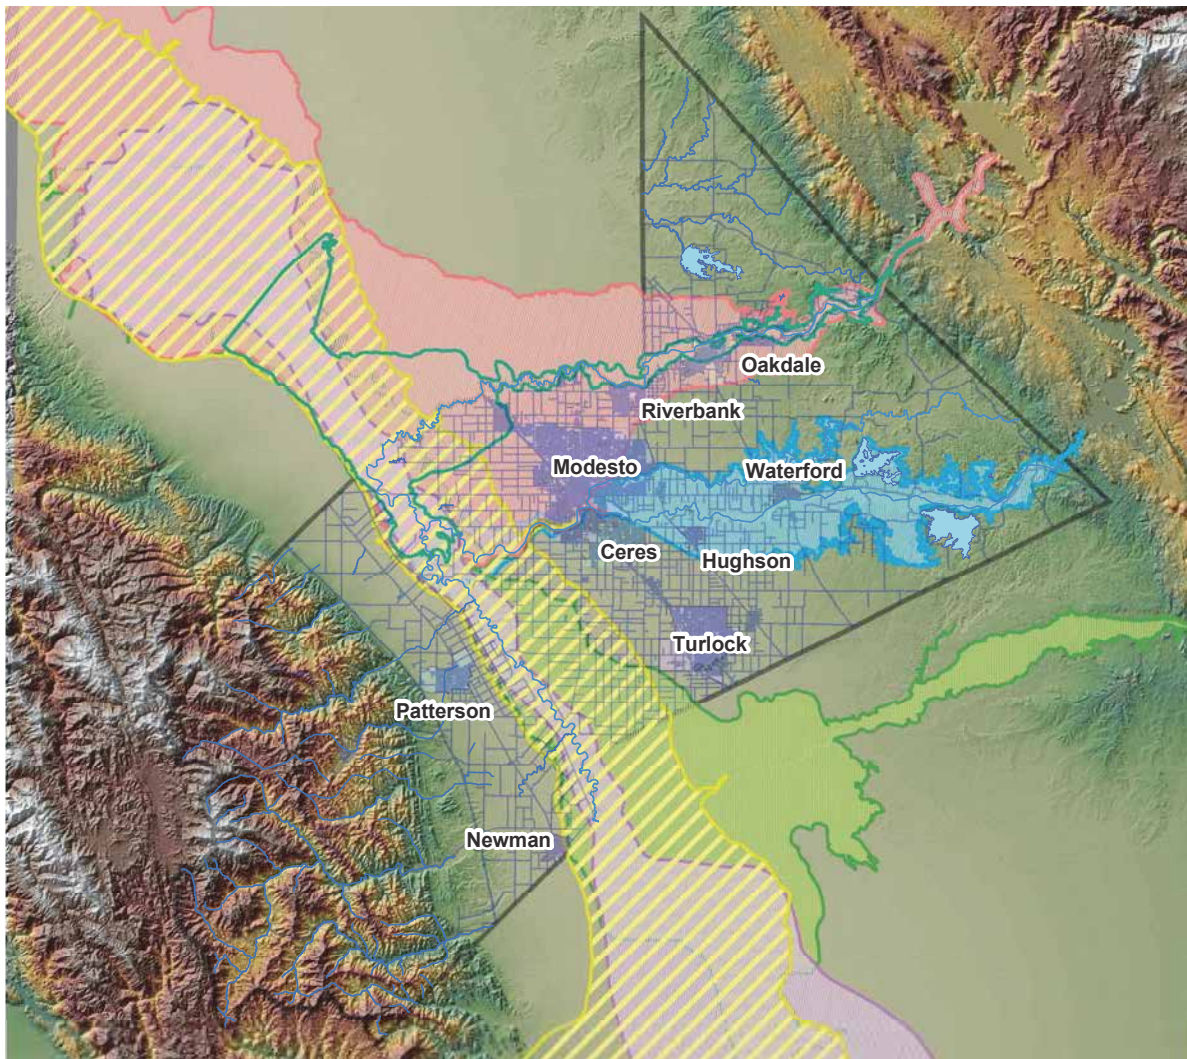 Oakdale
Riverbank
Modesto
Waterford
Ceres
Hughson
Turlock
Patterson
Newman